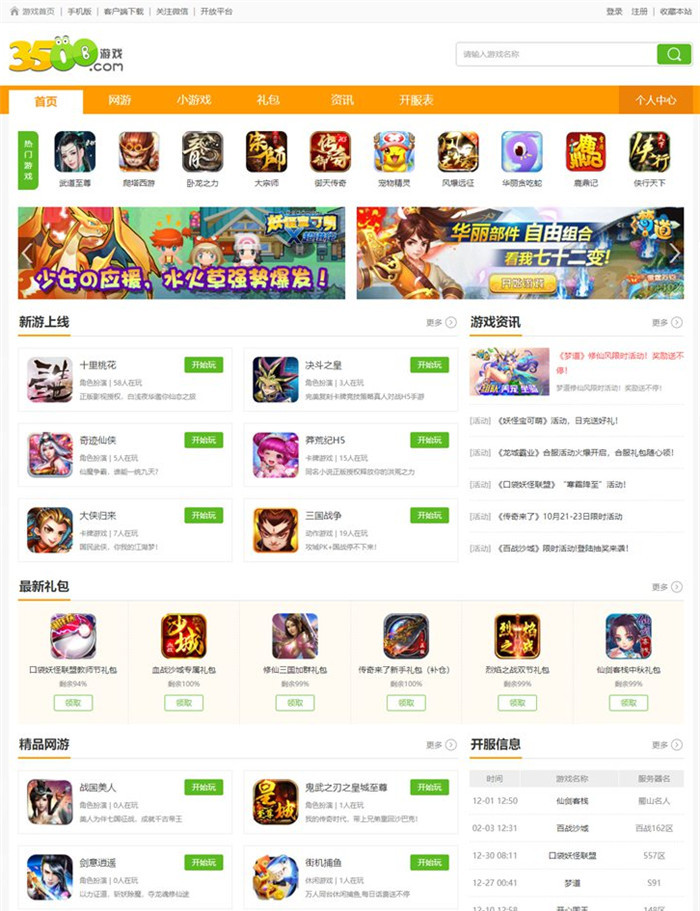 游戏首页 | 手机版 | 客户端下载 | 关注微信 | 开放平台
登录 注册 | 收藏本站
3500游戏
.com
请输入游戏名称
首页 网游 小游戏 礼包 资讯 开服表 个人中心
热门游戏
武道至尊 爬塔西游 卧龙之力 大宗师 御天传奇 宠物精灵 风爆远征 华丽贪吃蛇 鹿鼎记 侠行天下
少女の应援，水火草强势爆发！
华丽部件 自由组合
看我七十二变！
新游上线 更多
游戏资讯 更多
十里桃花 开始玩
角色扮演 | 58人在玩
正版影视授权，白浅夜华邀你仙恋之旅
决斗之皇 开始玩
角色扮演 | 3人在玩
完美复刻卡牌竞技策略真人对战H5手游
奇迹仙侠 开始玩
角色扮演 | 5人在玩
仙魔争霸，谁能一统九天？
莽荒纪H5 开始玩
卡牌游戏 | 15人在玩
同名小说正版授权释放你的洪荒之力
大侠归来 开始玩
卡牌游戏 | 7人在玩
国民武侠，你我的江湖梦！
三国战争 开始玩
动作游戏 | 19人在玩
攻城PK+国战停不下来！
《梦道》修仙风限时活动！奖励送不
停！
梦道修仙风限时活动！奖励送不停！
[活动] 《妖怪宝可萌》活动，日充送好礼！
[活动] 《龙城霸业》合服活动火爆开启，合服礼包随心领！
[活动] 《口袋妖怪联盟》“寒霜降至”活动！
[活动] 《传奇来了》10月21-23日限时活动
[活动] 《百战沙城》限时活动!登陆抽奖来袭！
最新礼包 更多
口袋妖怪联盟教师节礼包 血战沙城专属礼包 修仙三国加群礼包 传奇来了新手礼包（补仓） 烈焰之战双节礼包 仙剑客栈中秋礼包
剩余94% 剩余100% 剩余99% 剩余100% 剩余99% 剩余99%
领取 领取 领取 领取 领取 领取
精品网游 更多
开服信息 更多
战国美人 开始玩
角色扮演 | 0人在玩
美人为伴七国征战，成就千古帝王
鬼武之刃之皇城至尊 开始玩
角色扮演 | 1人在玩
我的传奇时代，带上兄弟重回沙巴克！
剑意逍遥 开始玩
角色扮演 | 0人在玩
以力证道，斩妖除魔，夺龙魂修仙途
街机捕鱼 开始玩
休闲游戏 | 1人在玩
万人同台休闲捕鱼,每日话费送不停
时间 游戏名称 服务器名
12-01 12:50 仙剑客栈 蜀山名人
02-03 12:31 百战沙城 百战162区
12-30 08:11 口袋妖怪联盟 557区
12-27 00:41 梦道 S91
12-10 12:58 开心国王 148区